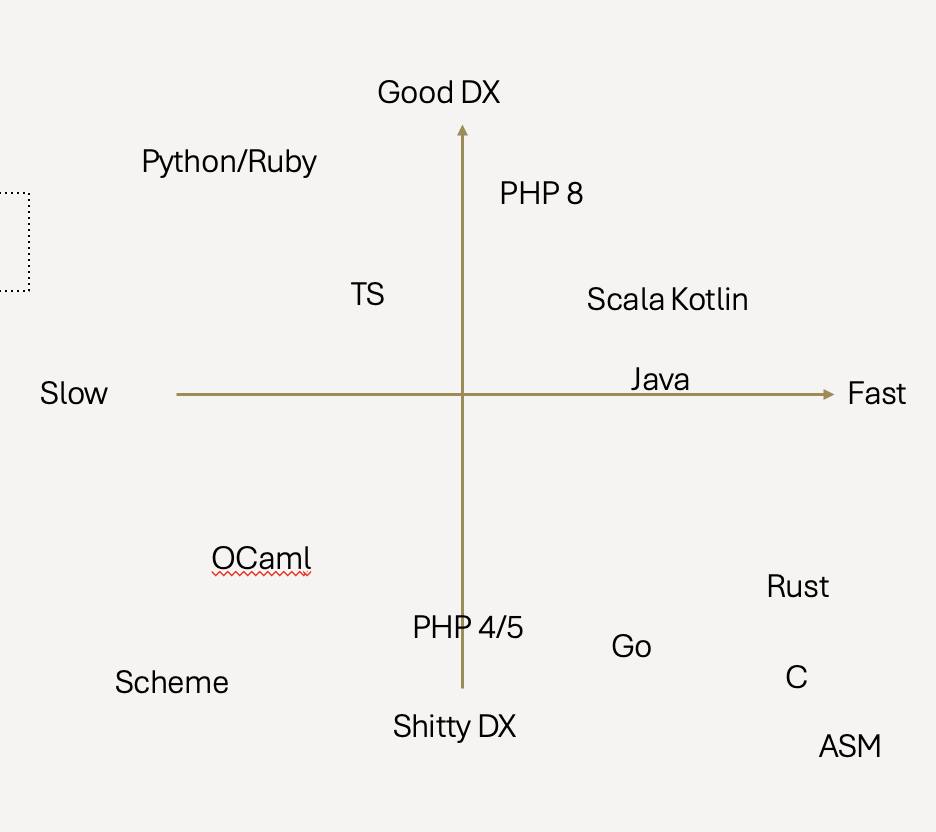 Good DX
Python/Ruby
PHP 8
TS
Scala Kotlin
Java
Slow
Fast
OCaml
Rust
PHP 4/5
Go
C
Scheme
Shitty DX
ASM